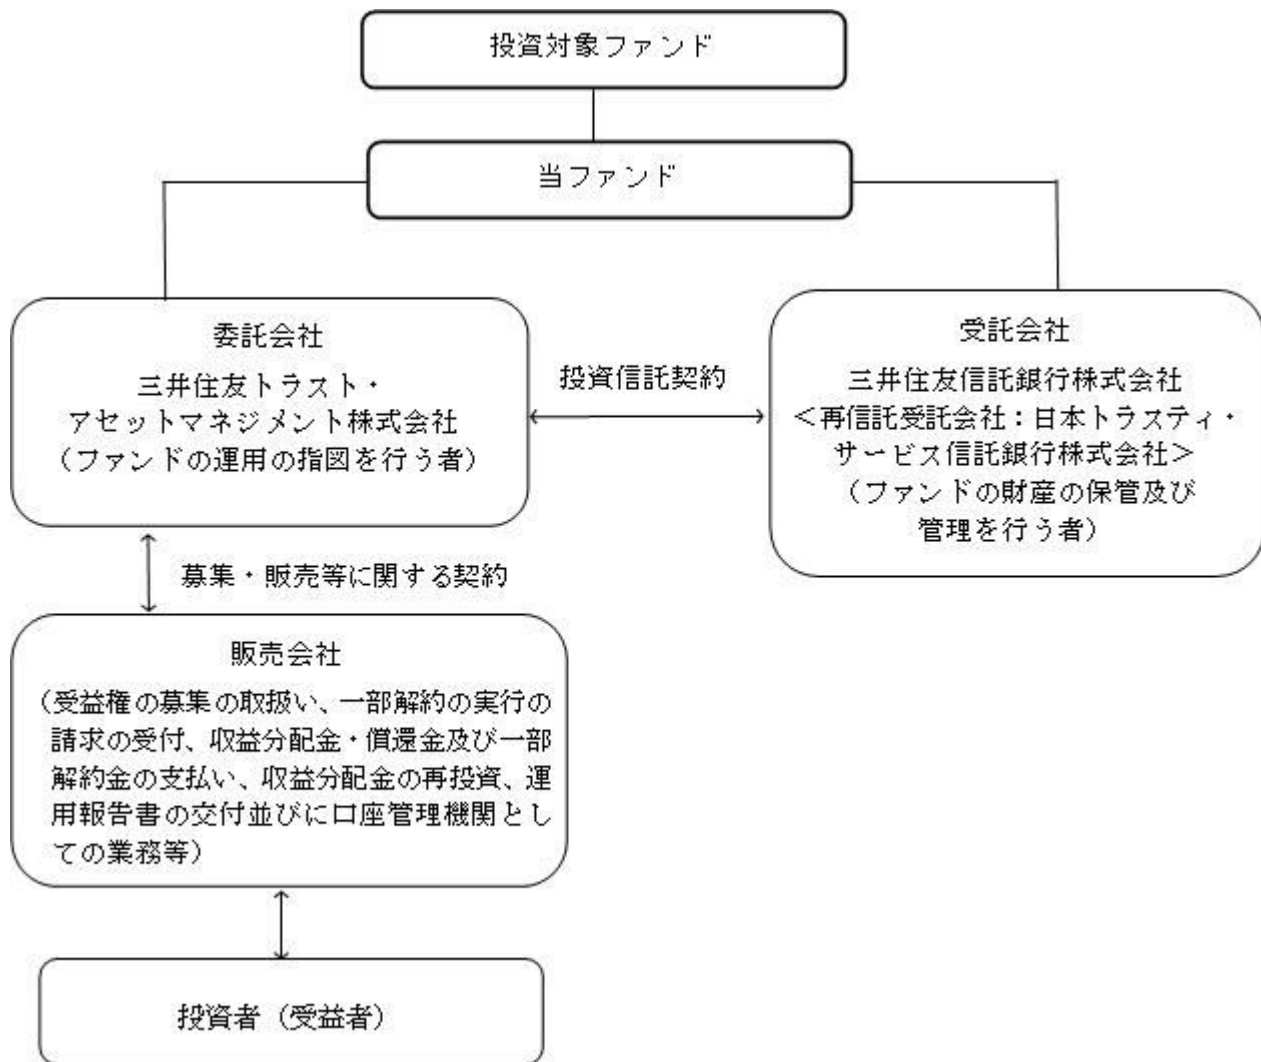 投資対象ファンド
当ファンド
委託会社
三井住友トラスト・
アセットマネジメント株式会社
（ファンドの運用の指図を行う者）
投資信託契約
受託会社
三井住友信託銀行株式会社
＜再信託受託会社：日本トラスティ・
サービス信託銀行株式会社＞
（ファンドの財産の保管及び
管理を行う者）
募集・販売等に関する契約
販売会社
（受益権の募集の取扱い、一部解約の実行の
請求の受付、収益分配金・償還金及び一部
解約金の支払い、収益分配金の再投資、運
用報告書の交付並びに口座管理機関とし
ての業務等）
投資者（受益者）